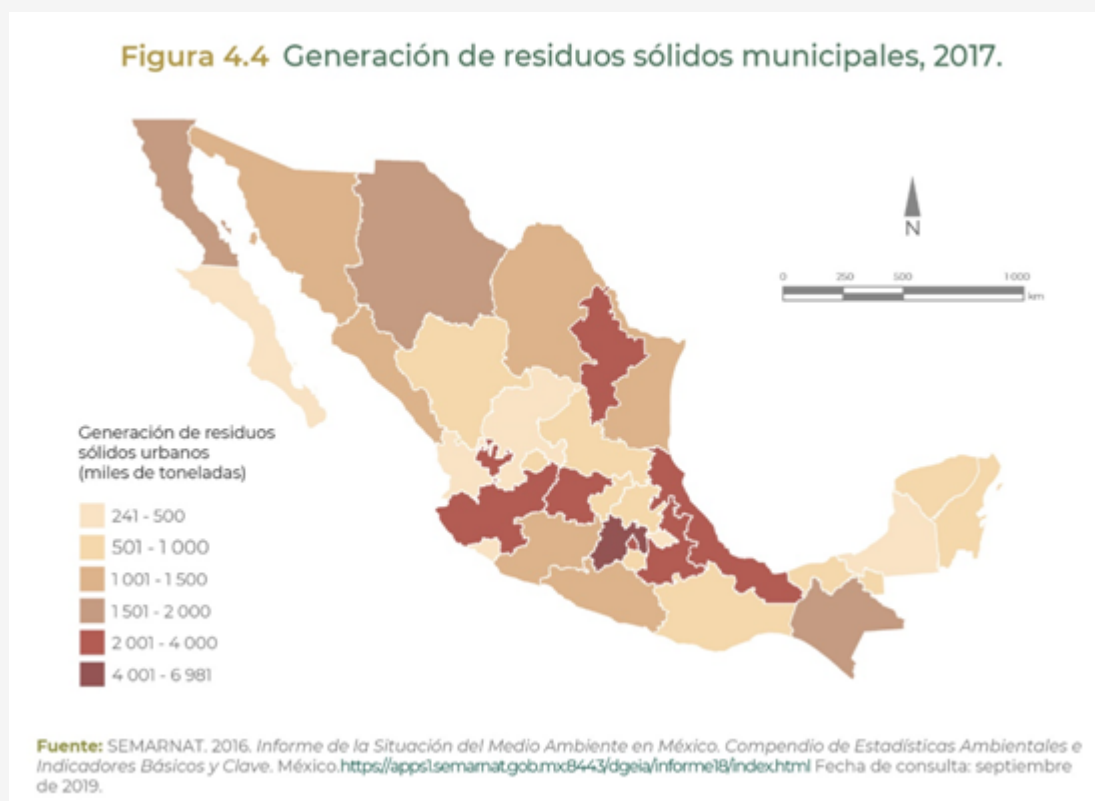 Figura 4.4 Generación de residuos sólidos municipales, 2017.
N
0 250 500 1 000
km
Generación de residuos
sólidos urbanos
(miles de toneladas)
241 - 500
501 - 1 000
1 001 - 1 500
1 501 - 2 000
2 001 - 4 000
4 001 - 6 981
Fuente: SEMARNAT. 2016. Informe de la Situación del Medio Ambiente en México. Compendio de Estadísticas Ambientales e
Indicadores Básicos y Clave. México.https://apps1.semarnat.gob.mx:8443/dgeia/informe18/index.html Fecha de consulta: septiembre
de 2019.